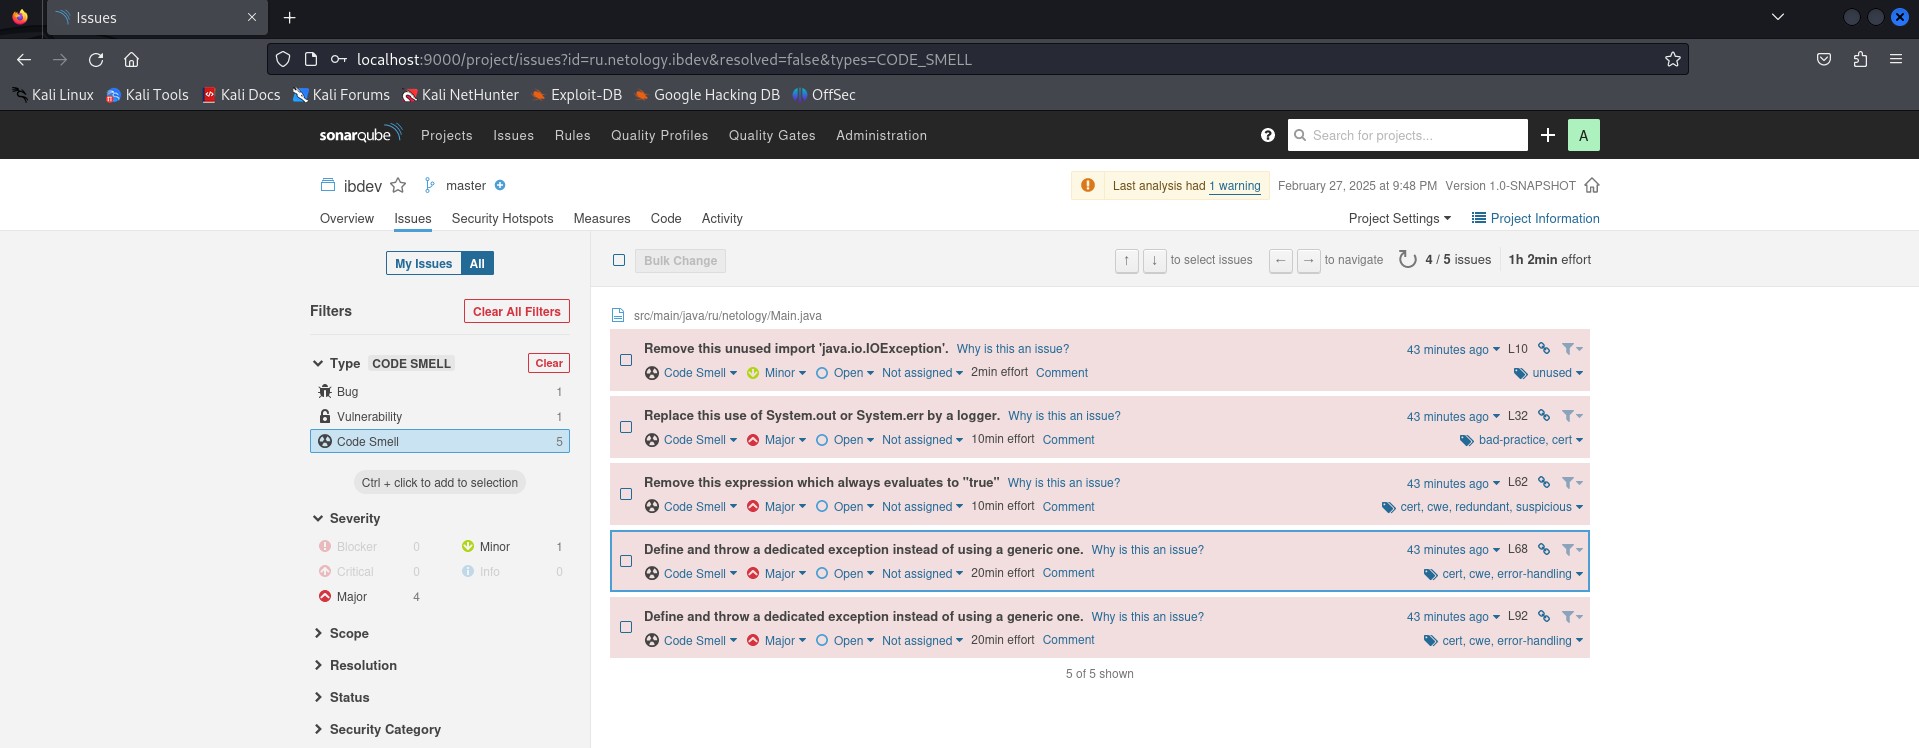 Issues
localhost:9000/project/issues?id=ru.netology.ibdev&resolved=false&types=CODE_SMELL
Kali Linux Kali Tools Kali Docs Kali Forums Kali NetHunter Exploit-DB Google Hacking DB OffSec
sonarqube Projects Issues Rules Quality Profiles Quality Gates Administration ? Search for projects... A
ibdev master Last analysis had 1 warning February 27, 2025 at 9:48 PM Version 1.0-SNAPSHOT
Overview Issues Security Hotspots Measures Code Activity Project Settings Project Information
My Issues All
Bulk Change ↑ ↓ to select issues ← → to navigate 4 / 5 issues 1h 2min effort
Filters Clear All Filters
Type CODE SMELL Clear
Bug 1
Vulnerability 1
Code Smell 5
Ctrl + click to add to selection
Severity
Blocker 0 Minor 1
Critical 0 Info 0
Major 4
Scope
Resolution
Status
Security Category
src/main/java/ru/netology/Main.java
Remove this unused import 'java.io.IOException'. Why is this an issue? 43 minutes ago L10
Code Smell Minor Open Not assigned 2min effort Comment unused
Replace this use of System.out or System.err by a logger. Why is this an issue? 43 minutes ago L32
Code Smell Major Open Not assigned 10min effort Comment bad-practice, cert
Remove this expression which always evaluates to "true" Why is this an issue? 43 minutes ago L62
Code Smell Major Open Not assigned 10min effort Comment cert, cwe, redundant, suspicious
Define and throw a dedicated exception instead of using a generic one. Why is this an issue? 43 minutes ago L68
Code Smell Major Open Not assigned 20min effort Comment cert, cwe, error-handling
Define and throw a dedicated exception instead of using a generic one. Why is this an issue? 43 minutes ago L92
Code Smell Major Open Not assigned 20min effort Comment cert, cwe, error-handling
5 of 5 shown